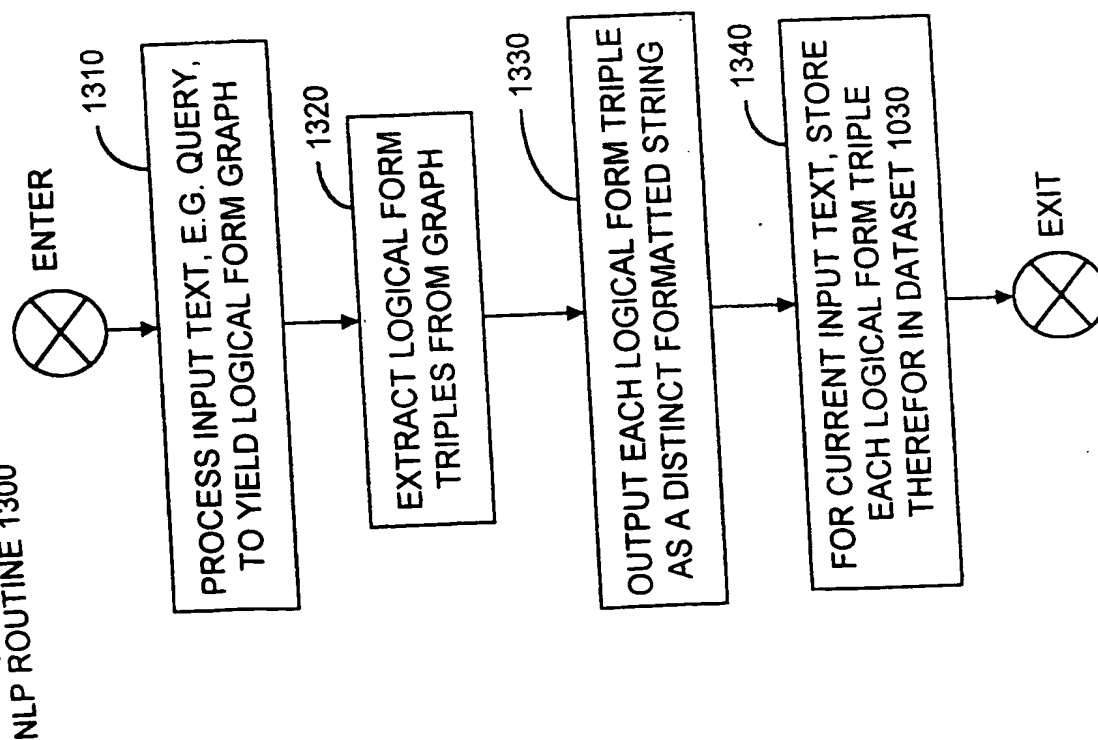 NLP ROUTINE 1300
ENTER
1310
PROCESS INPUT TEXT, E.G. QUERY,
TO YIELD LOGICAL FORM GRAPH
1320
EXTRACT LOGICAL FORM
TRIPLES FROM GRAPH
1330
OUTPUT EACH LOGICAL FORM TRIPLE
AS A DISTINCT FORMATTED STRING
1340
FOR CURRENT INPUT TEXT, STORE
EACH LOGICAL FORM TRIPLE
THEREFOR IN DATASET 1030
EXIT